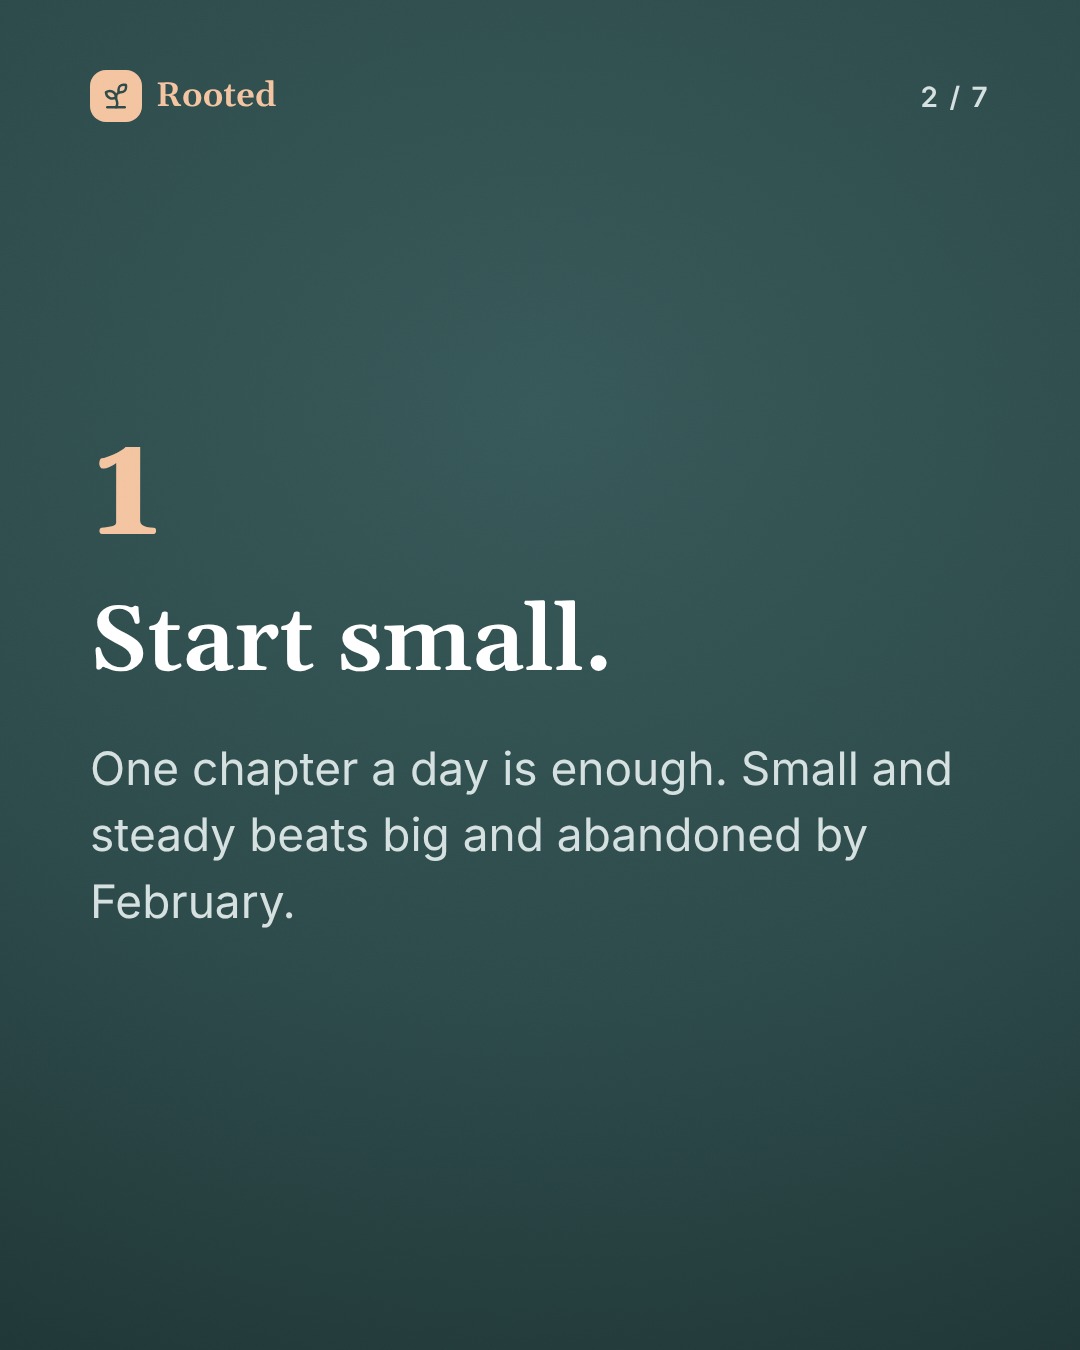 Rooted
2 / 7
1
Start small.
One chapter a day is enough. Small and
steady beats big and abandoned by
February.